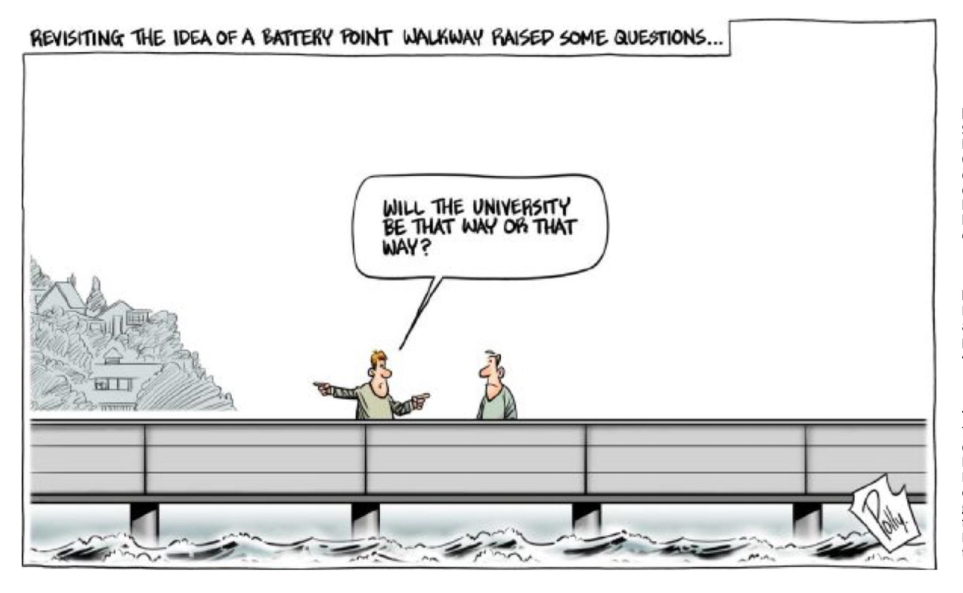 REVISITING THE IDEA OF A BATTERY POINT WALKWAY RAISED SOME QUESTIONS...
WILL THE UNIVERSITY
BE THAT WAY OR THAT
WAY?
Polly.